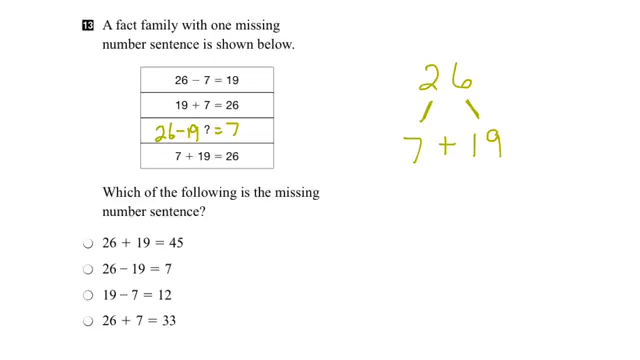 13 A fact family with one missing
number sentence is shown below.
26 − 7 = 19
19 + 7 = 26
26-19 ? = 7
7 + 19 = 26
Which of the following is the missing
number sentence?
26 + 19 = 45
26 − 19 = 7
19 − 7 = 12
26 + 7 = 33
26
7 + 19